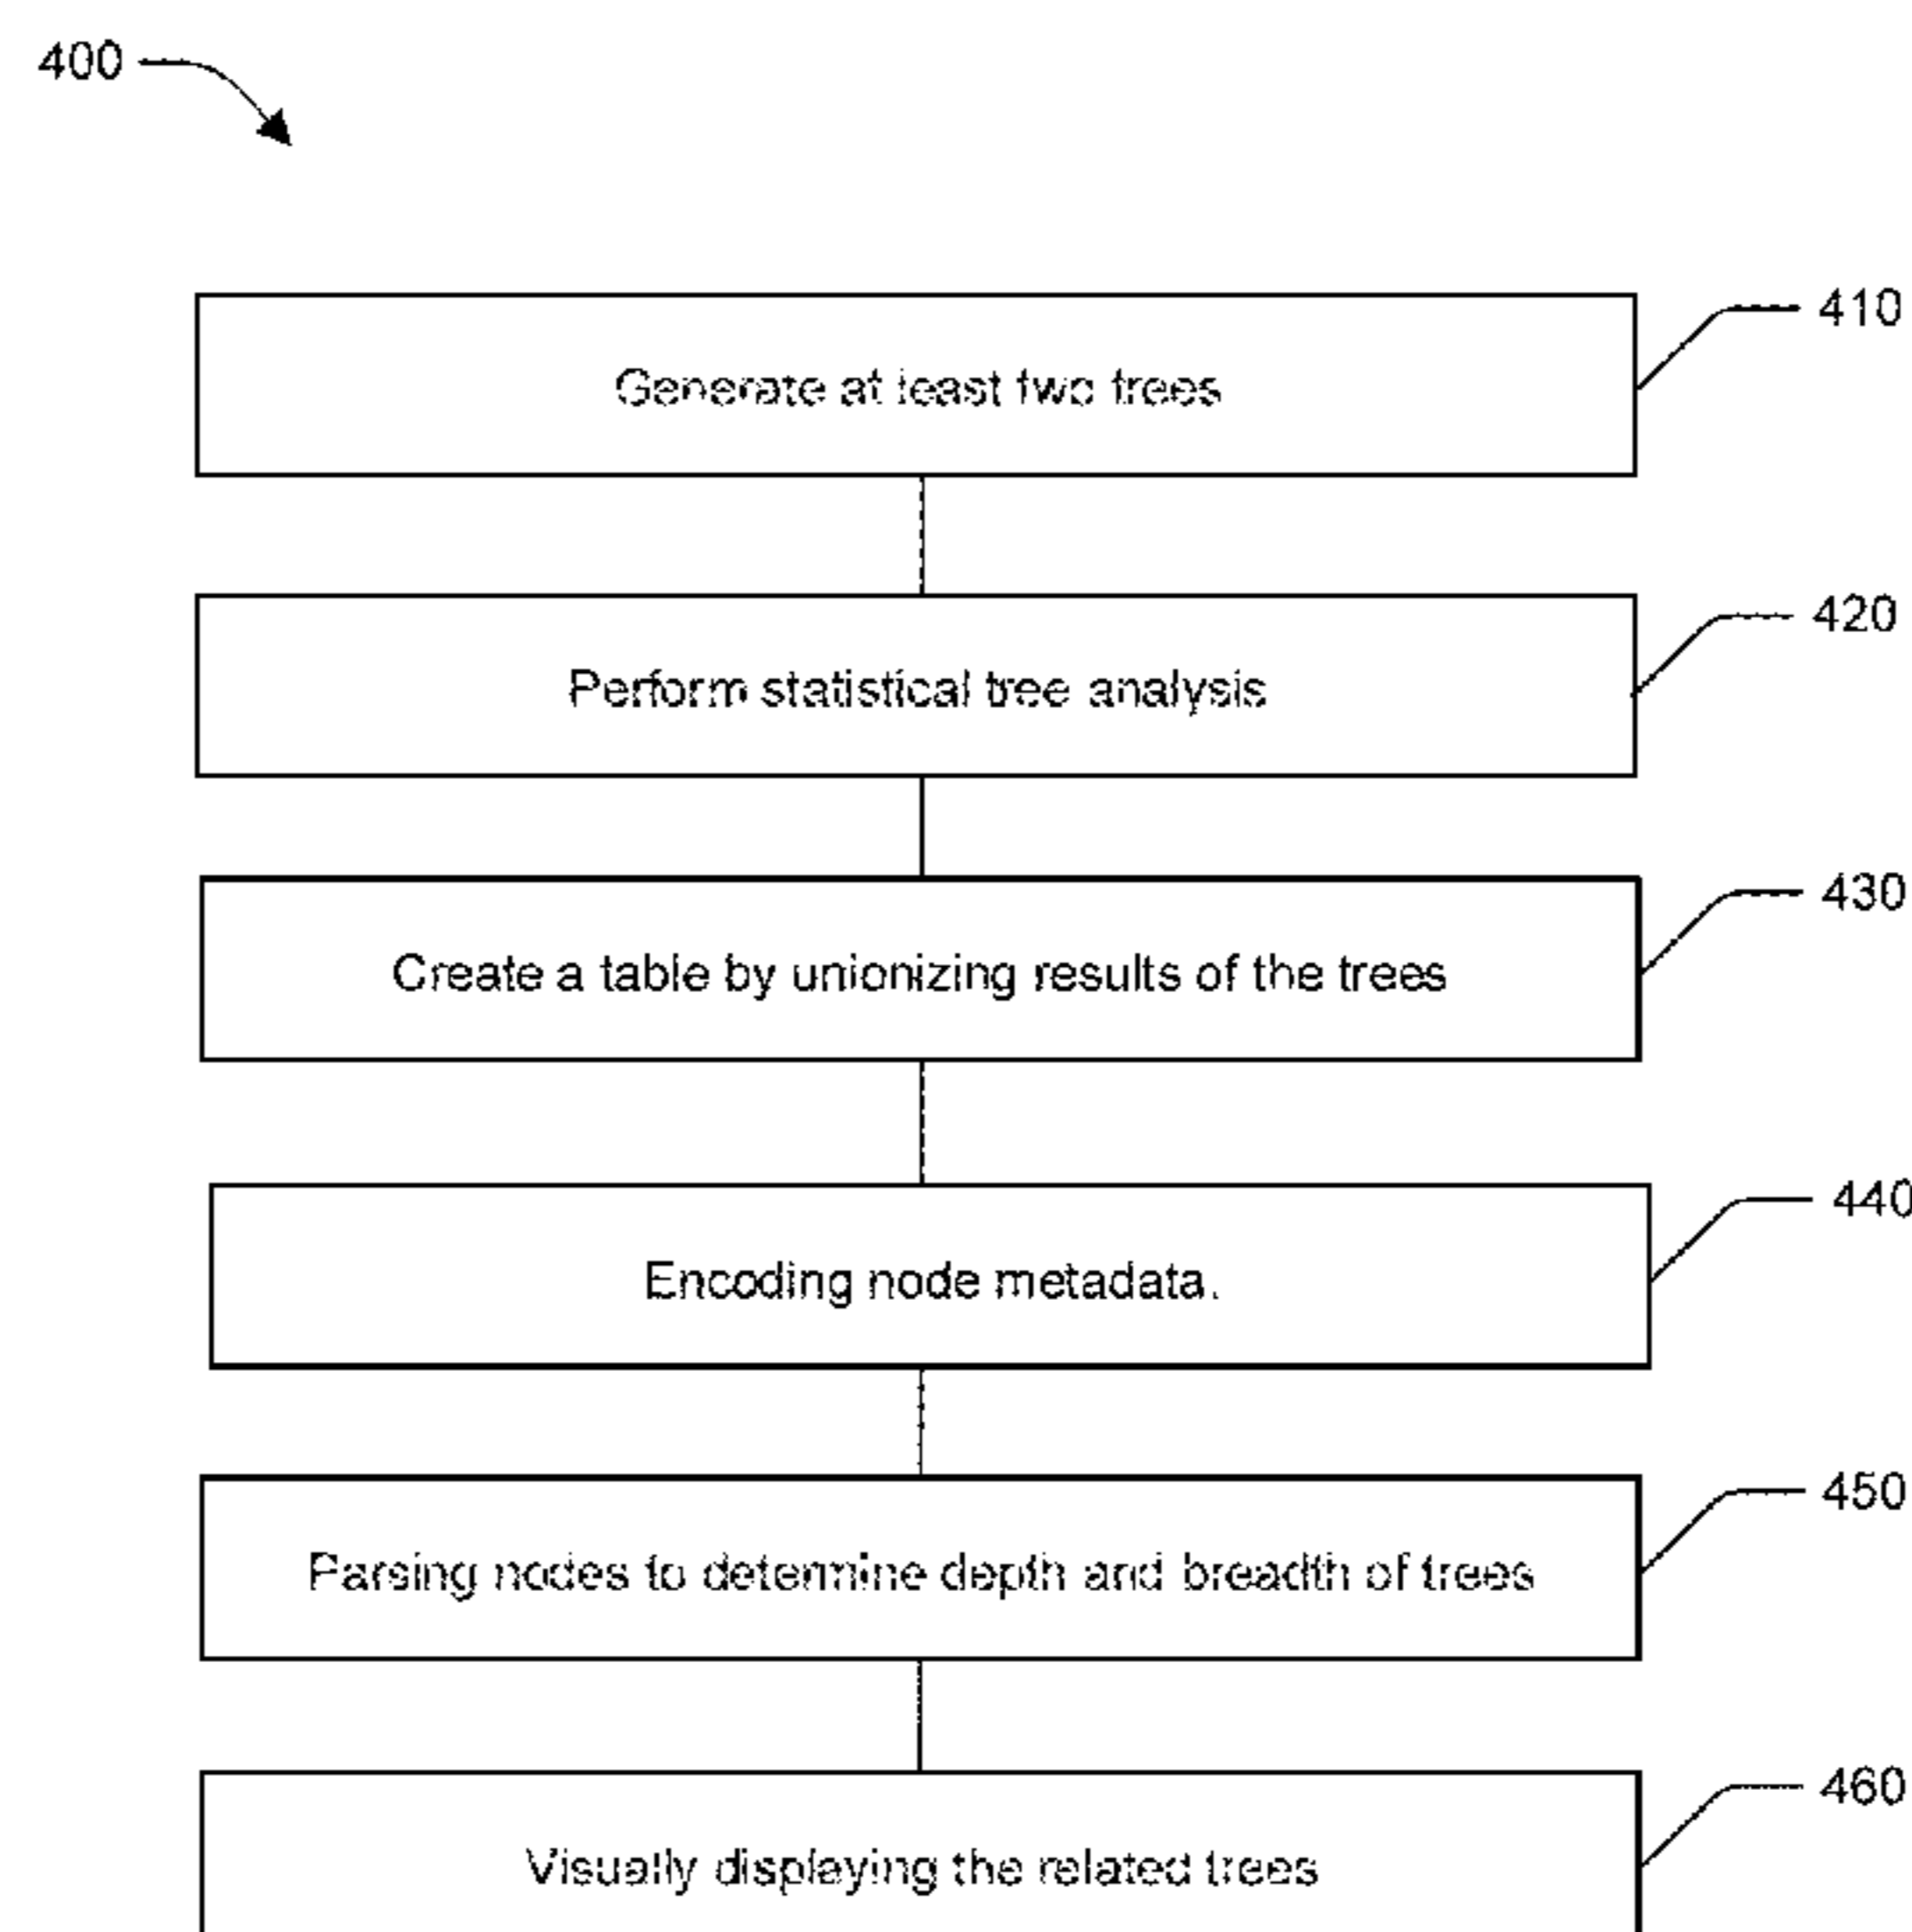 400
410
Generate at least two trees
420
Perform statistical tree analysis
430
Create a table by unionizing results of the trees
440
Encoding node metadata.
450
Parsing nodes to determine depth and breadth of trees
460
Visually displaying the related trees